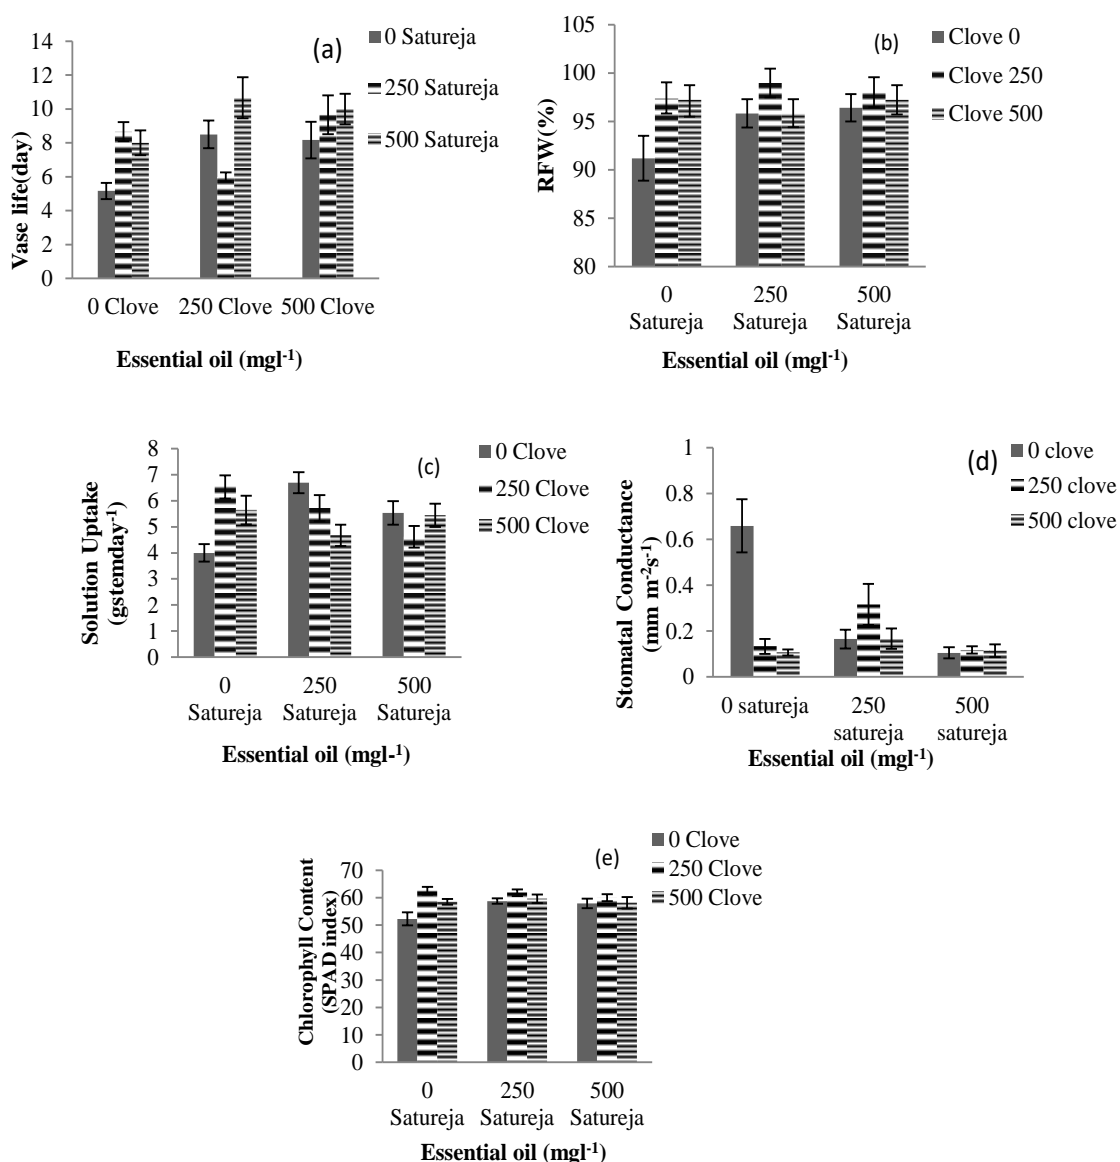 (a)
14
12
10
8
6
4
2
0
Vase life(day)
0 Clove 250 Clove 500 Clove
Essential oil (mgl-1)
0 Satureja
250 Satureja
500 Satureja
(b)
105
100
95
90
85
80
RFW(%)
0 250 500
Satureja Satureja Satureja
Essential oil (mgl-1)
Clove 0
Clove 250
Clove 500
(c)
8
7
6
5
4
3
2
1
0
Solution Uptake
(gstemday-1)
0 250 500
Satureja Satureja Satureja
Essential oil (mgl-1)
0 Clove
250 Clove
500 Clove
(d)
1
0.8
0.6
0.4
0.2
0
Stomatal Conductance
(mm m-2s-1)
0 satureja 250 500
satureja satureja
Essential oil (mgl-1)
0 clove
250 clove
500 clove
(e)
70
60
50
40
30
20
10
0
Chlorophyll Content
(SPAD index)
0 250 500
Satureja Satureja Satureja
Essential oil (mgl-1)
0 Clove
250 Clove
500 Clove